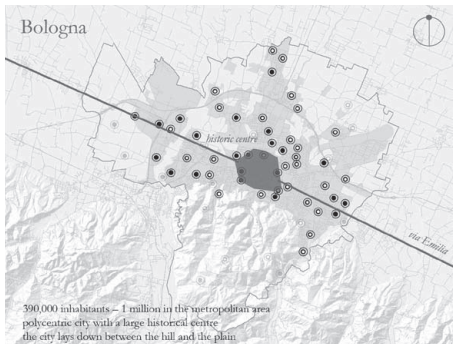 Bologna
historic centre
via Emilia
390,000 inhabitants – 1 million in the metropolitan area
polycentric city with a large historical centre
the city lays down between the hill and the plain